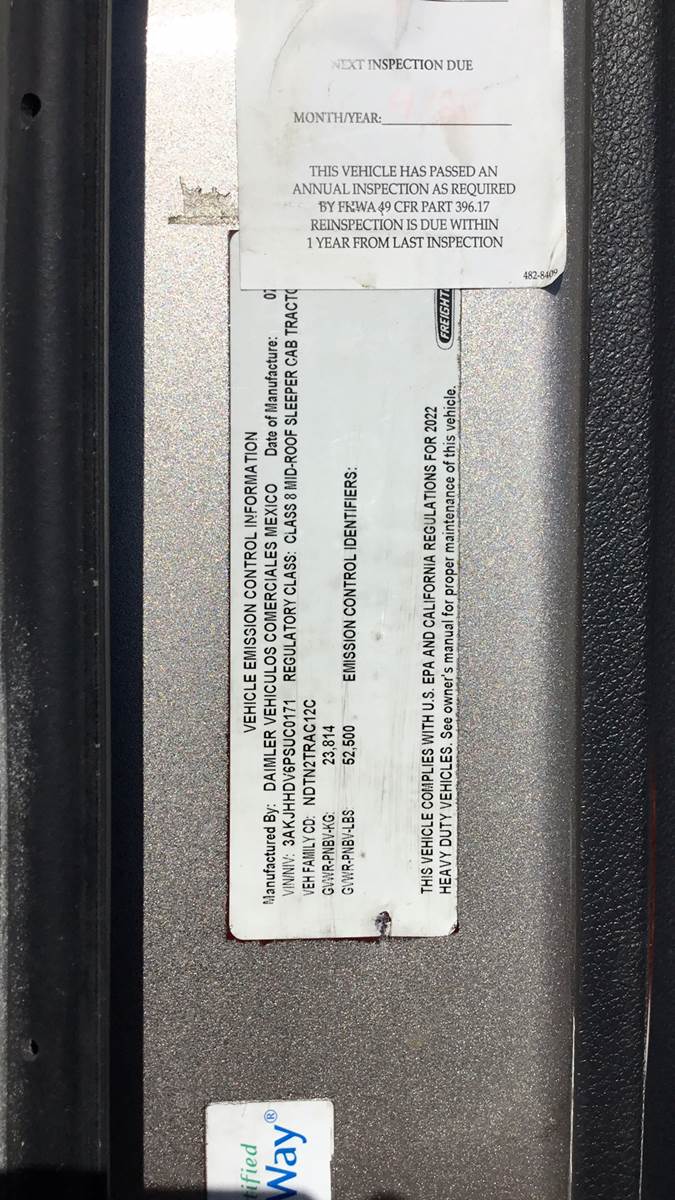 NEXT INSPECTION DUE
MONTH/YEAR:
THIS VEHICLE HAS PASSED AN
ANNUAL INSPECTION AS REQUIRED
BY FHWA 49 CFR PART 396.17
REINSPECTION IS DUE WITHIN
1 YEAR FROM LAST INSPECTION
482-8409
VEHICLE EMISSION CONTROL INFORMATION
Manufactured By: DAIMLER VEHICULOS COMERCIALES MEXICO Date of Manufacture: 07
VIN/NIV: 3AKJHHDV6PSUC0171 REGULATORY CLASS: CLASS 8 MID-ROOF SLEEPER CAB TRACTO
VEH FAMILY CD: NDTN2TRAC12C
GVWR-PNBV-KG: 23,814
GVWR-PNBV-LBS: 52,500 EMISSION CONTROL IDENTIFIERS:
THIS VEHICLE COMPLIES WITH U.S. EPA AND CALIFORNIA REGULATIONS FOR 2022
HEAVY DUTY VEHICLES. See owner's manual for proper maintenance of this vehicle.
FREIGHT
tified
Way®